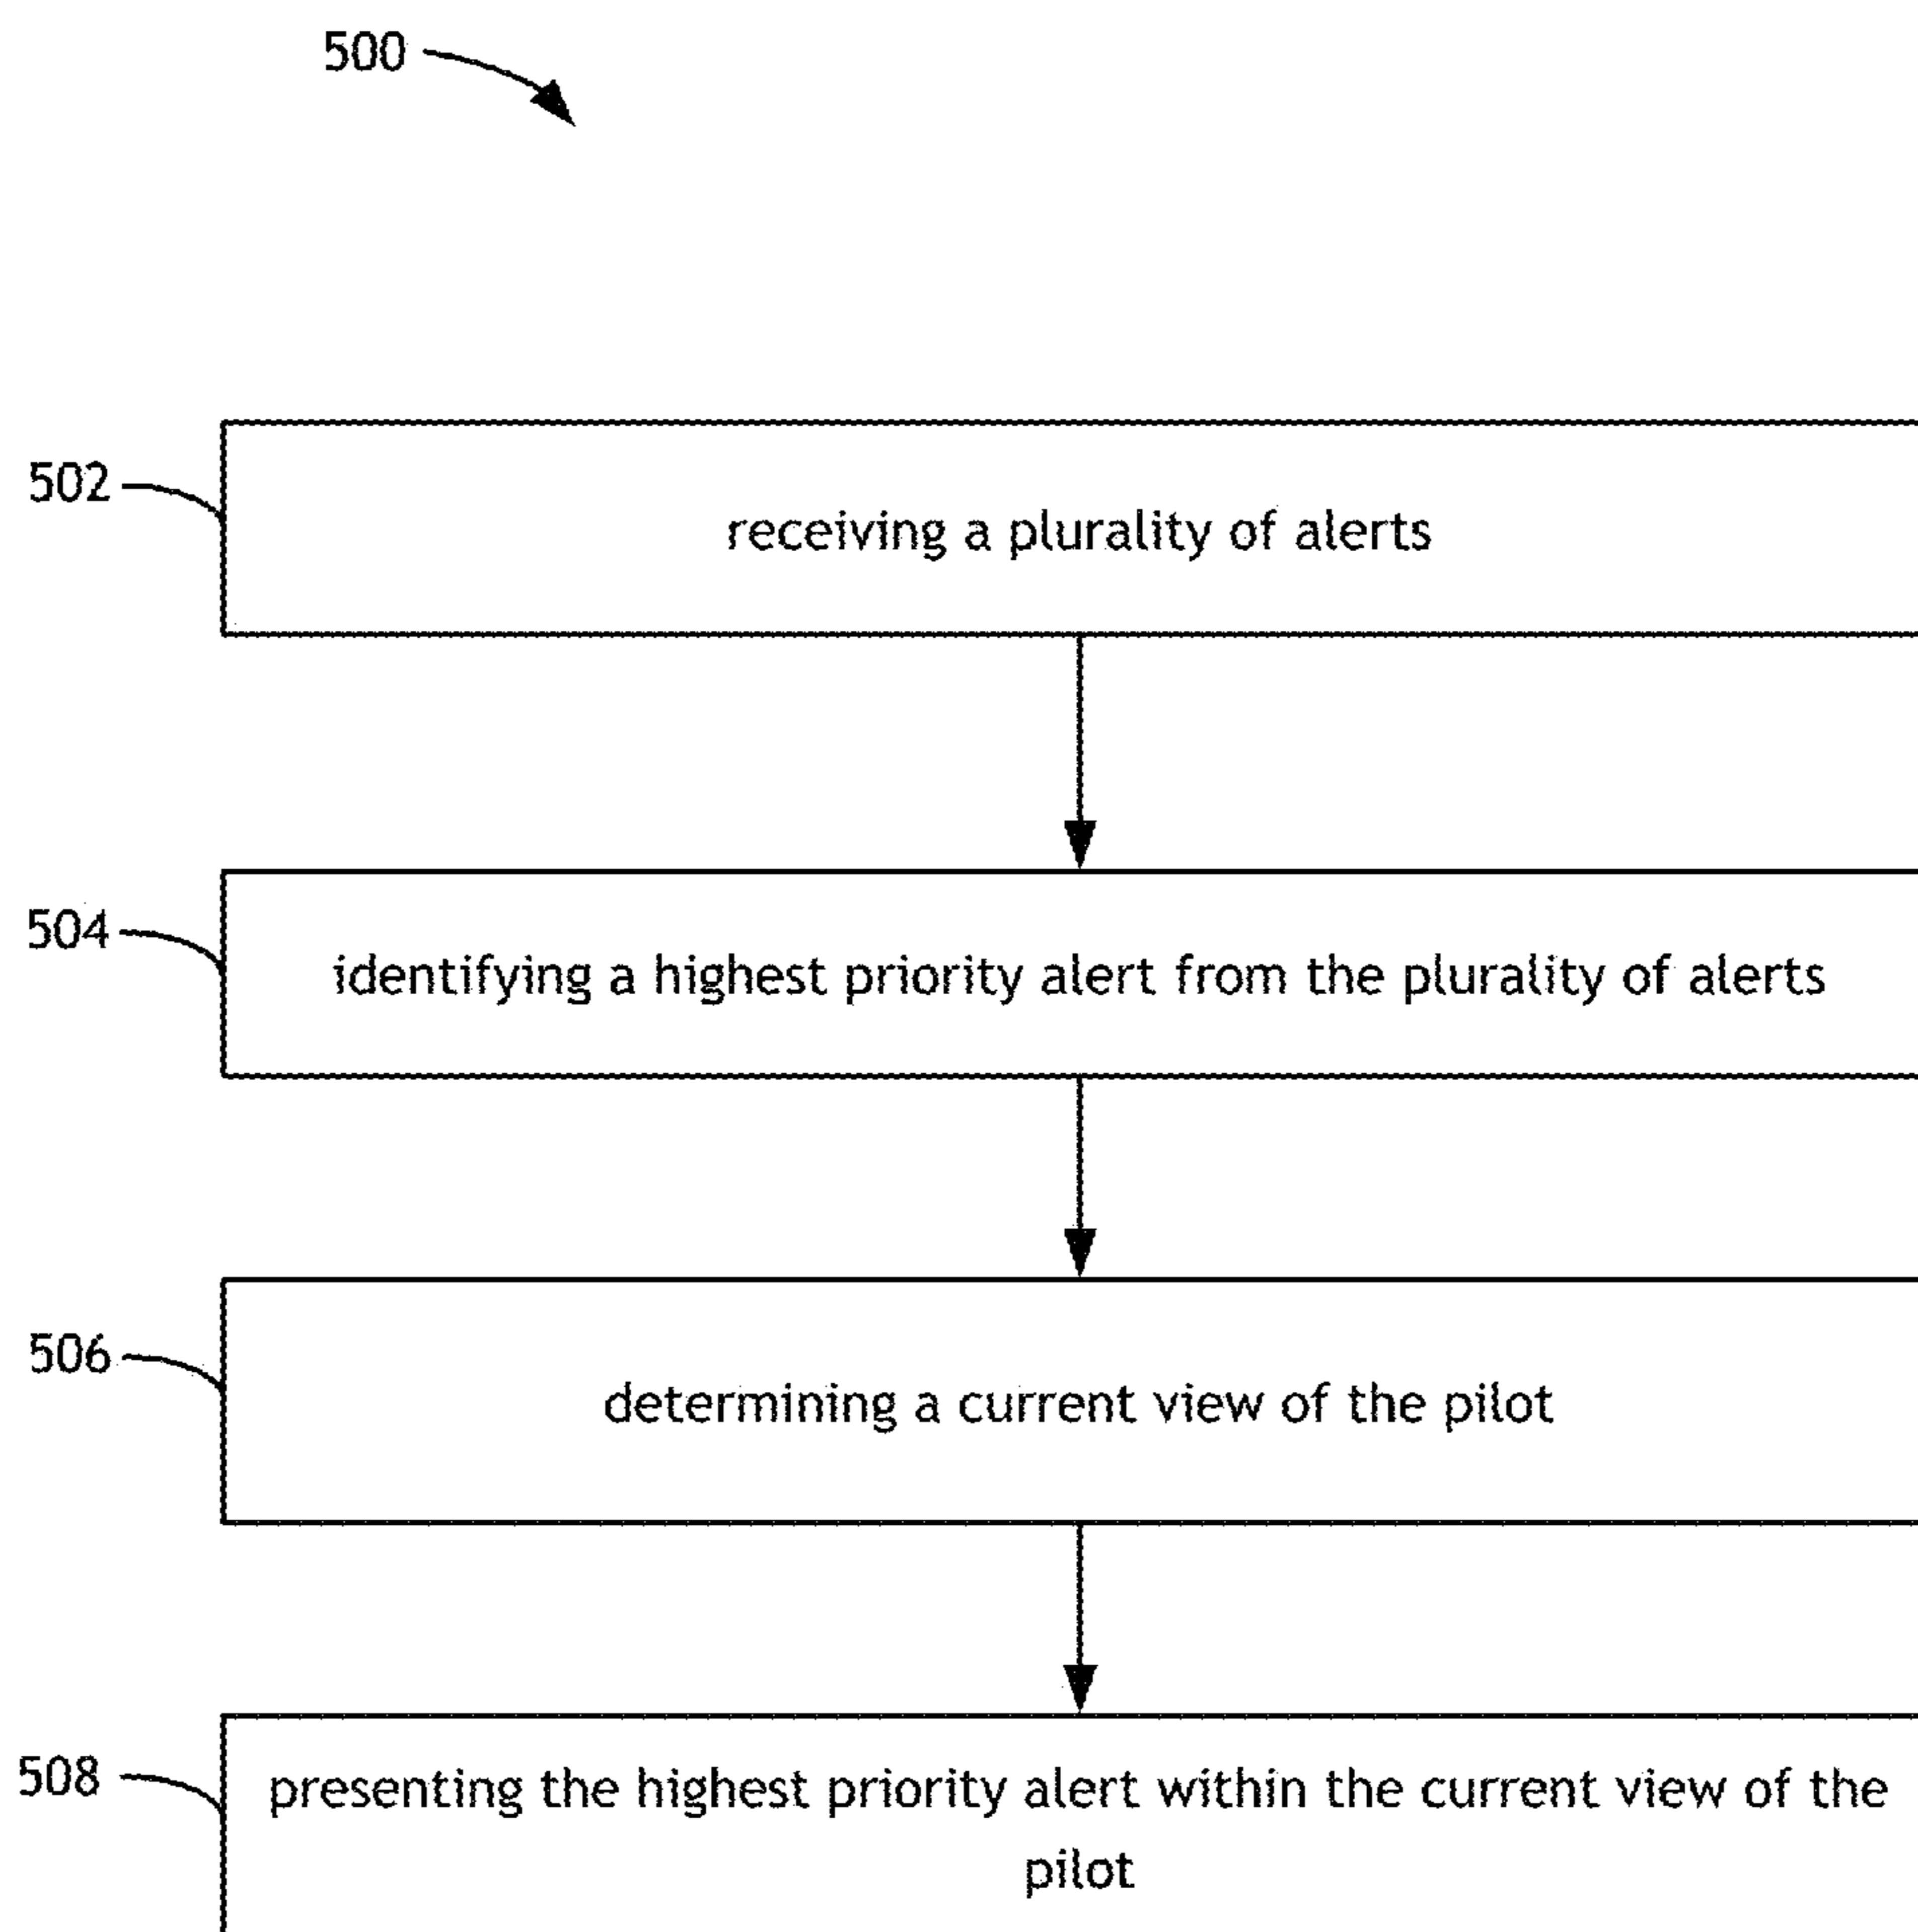 500
502
receiving a plurality of alerts
504
identifying a highest priority alert from the plurality of alerts
506
determining a current view of the pilot
508
presenting the highest priority alert within the current view of the
pilot